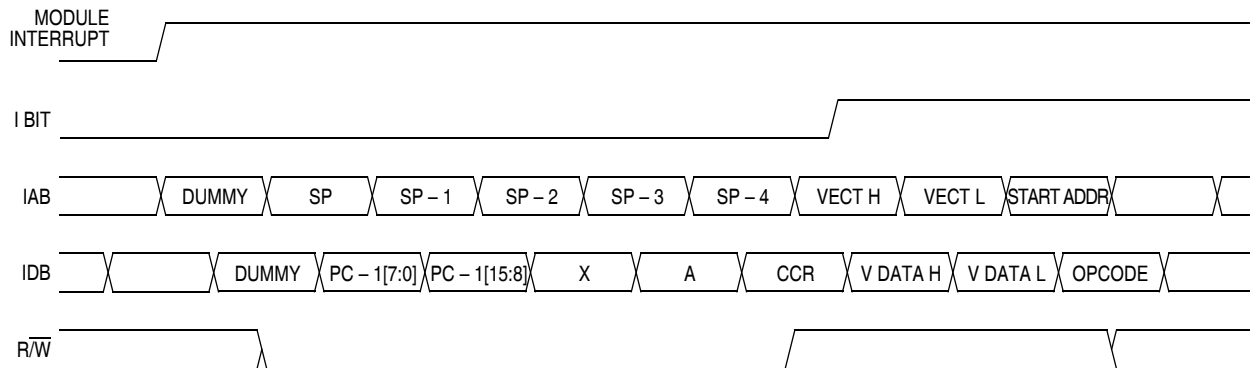 MODULE
INTERRUPT
I BIT
IAB DUMMY SP SP – 1 SP – 2 SP – 3 SP – 4 VECT H VECT L START ADDR
IDB DUMMY PC – 1[7:0] PC – 1[15:8] X A CCR V DATA H V DATA L OPCODE
R/W̅